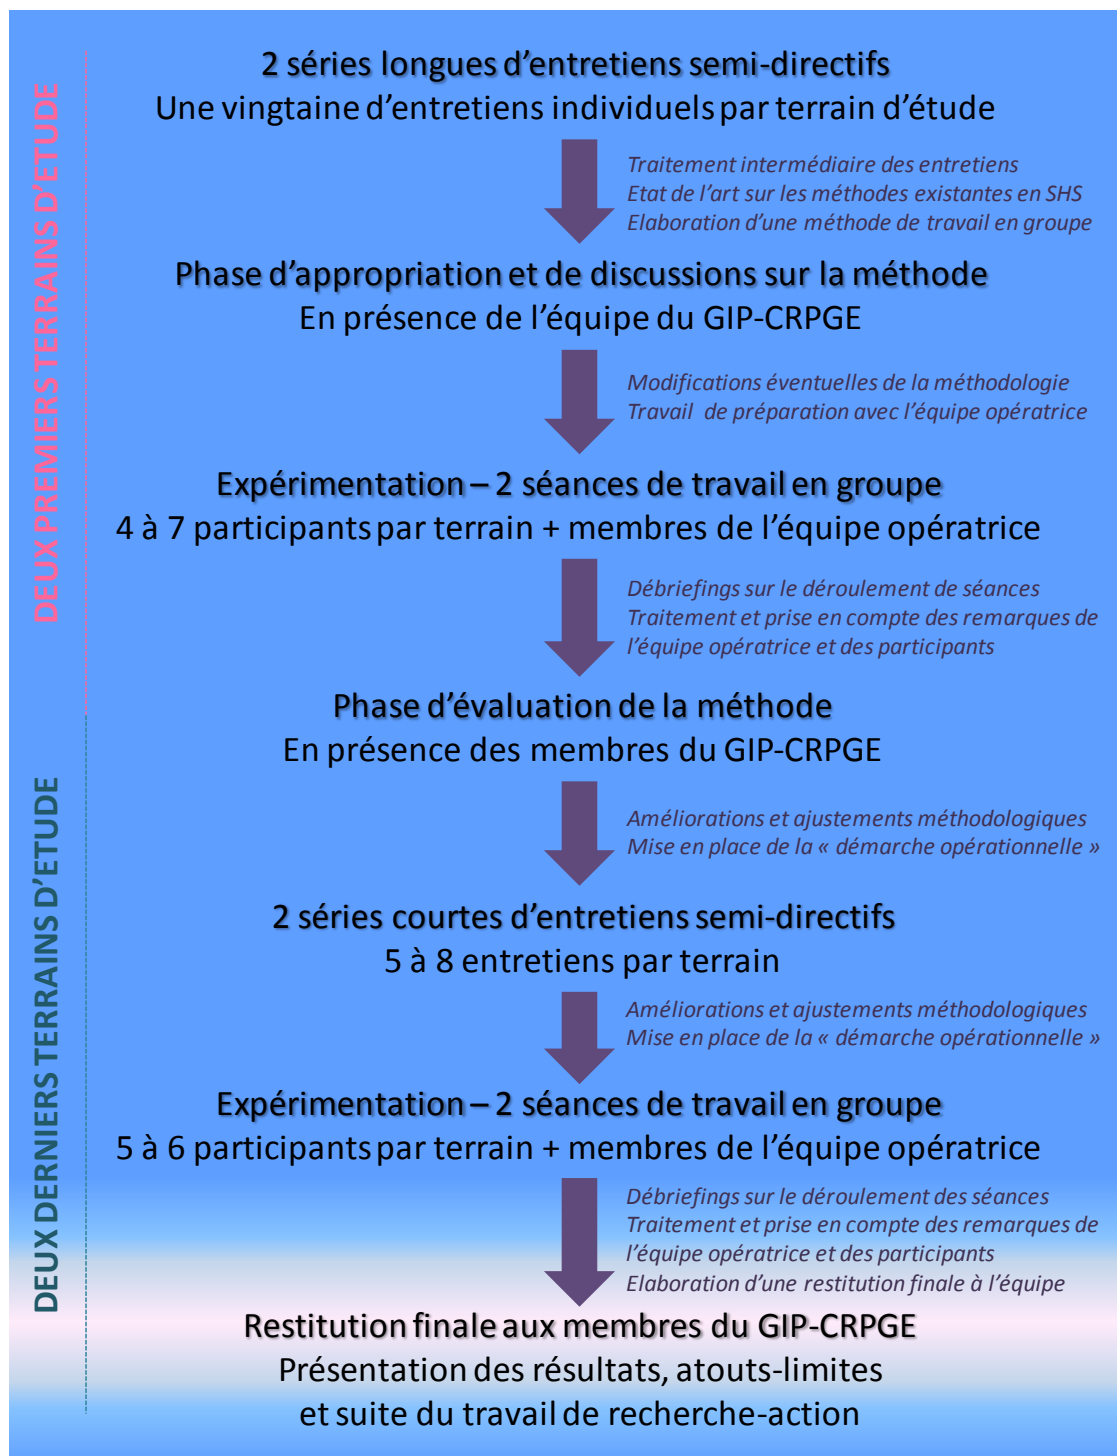 DEUX PREMIERS TERRAINS D'ETUDE
2 séries longues d'entretiens semi-directifs
Une vingtaine d'entretiens individuels par terrain d'étude
Traitement intermédiaire des entretiens
Etat de l'art sur les méthodes existantes en SHS
Elaboration d'une méthode de travail en groupe
Phase d'appropriation et de discussions sur la méthode
En présence de l'équipe du GIP-CRPGE
Modifications éventuelles de la méthodologie
Travail de préparation avec l'équipe opératrice
Expérimentation – 2 séances de travail en groupe
4 à 7 participants par terrain + membres de l'équipe opératrice
Débriefings sur le déroulement de séances
Traitement et prise en compte des remarques de
l'équipe opératrice et des participants
Phase d'évaluation de la méthode
En présence des membres du GIP-CRPGE
DEUX DERNIERS TERRAINS D'ETUDE
Améliorations et ajustements méthodologiques
Mise en place de la « démarche opérationnelle »
2 séries courtes d'entretiens semi-directifs
5 à 8 entretiens par terrain
Améliorations et ajustements méthodologiques
Mise en place de la « démarche opérationnelle »
Expérimentation – 2 séances de travail en groupe
5 à 6 participants par terrain + membres de l'équipe opératrice
Débriefings sur le déroulement des séances
Traitement et prise en compte des remarques de
l'équipe opératrice et des participants
Elaboration d'une restitution finale à l'équipe
Restitution finale aux membres du GIP-CRPGE
Présentation des résultats, atouts-limites
et suite du travail de recherche-action